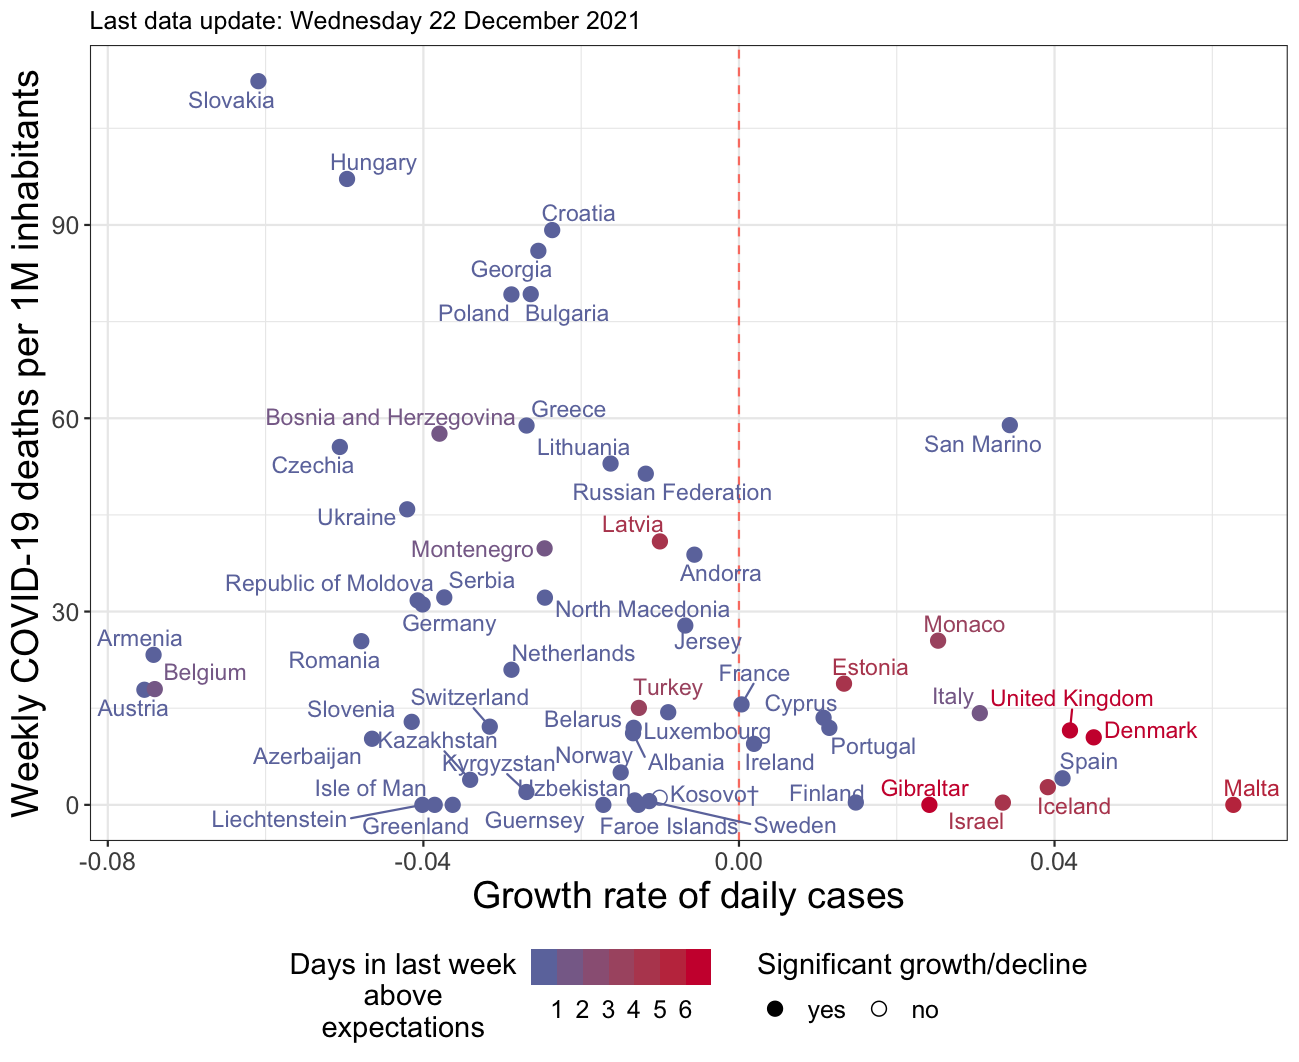 Last data update: Wednesday 22 December 2021
Weekly COVID-19 deaths per 1M inhabitants
Slovakia
Hungary
90
Croatia
Georgia
Poland
Bulgaria
60
Greece
Bosnia and Herzegovina
San Marino
Lithuania
Czechia
Russian Federation
Ukraine
Latvia
Montenegro
Andorra
Republic of Moldova
Serbia
30
North Macedonia
Germany
Monaco
Armenia
Jersey
Netherlands
Romania
Belgium
France
Estonia
Turkey
Switzerland
Italy
United Kingdom
Cyprus
Austria
Slovenia
Belarus
Luxembourg
Denmark
Kazakhstan
Portugal
Azerbaijan
Norway
Albania
Ireland
Spain
Kyrgyzstan
Isle of Man
Uzbekistan
Kosovo†
Finland
Gibraltar
Malta
0
Iceland
Liechtenstein
Greenland
Guernsey
Faroe Islands
Sweden
Israel
-0.08
-0.04
0.00
0.04
Growth rate of daily cases
Days in last week
above
expectations
1 2 3 4 5 6
Significant growth/decline
yes
no